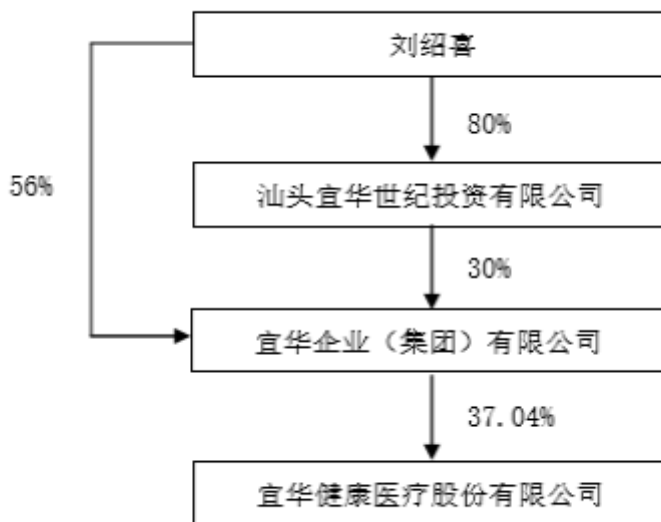 刘绍喜
80%
56%
汕头宜华世纪投资有限公司
30%
宜华企业（集团）有限公司
37.04%
宜华健康医疗股份有限公司